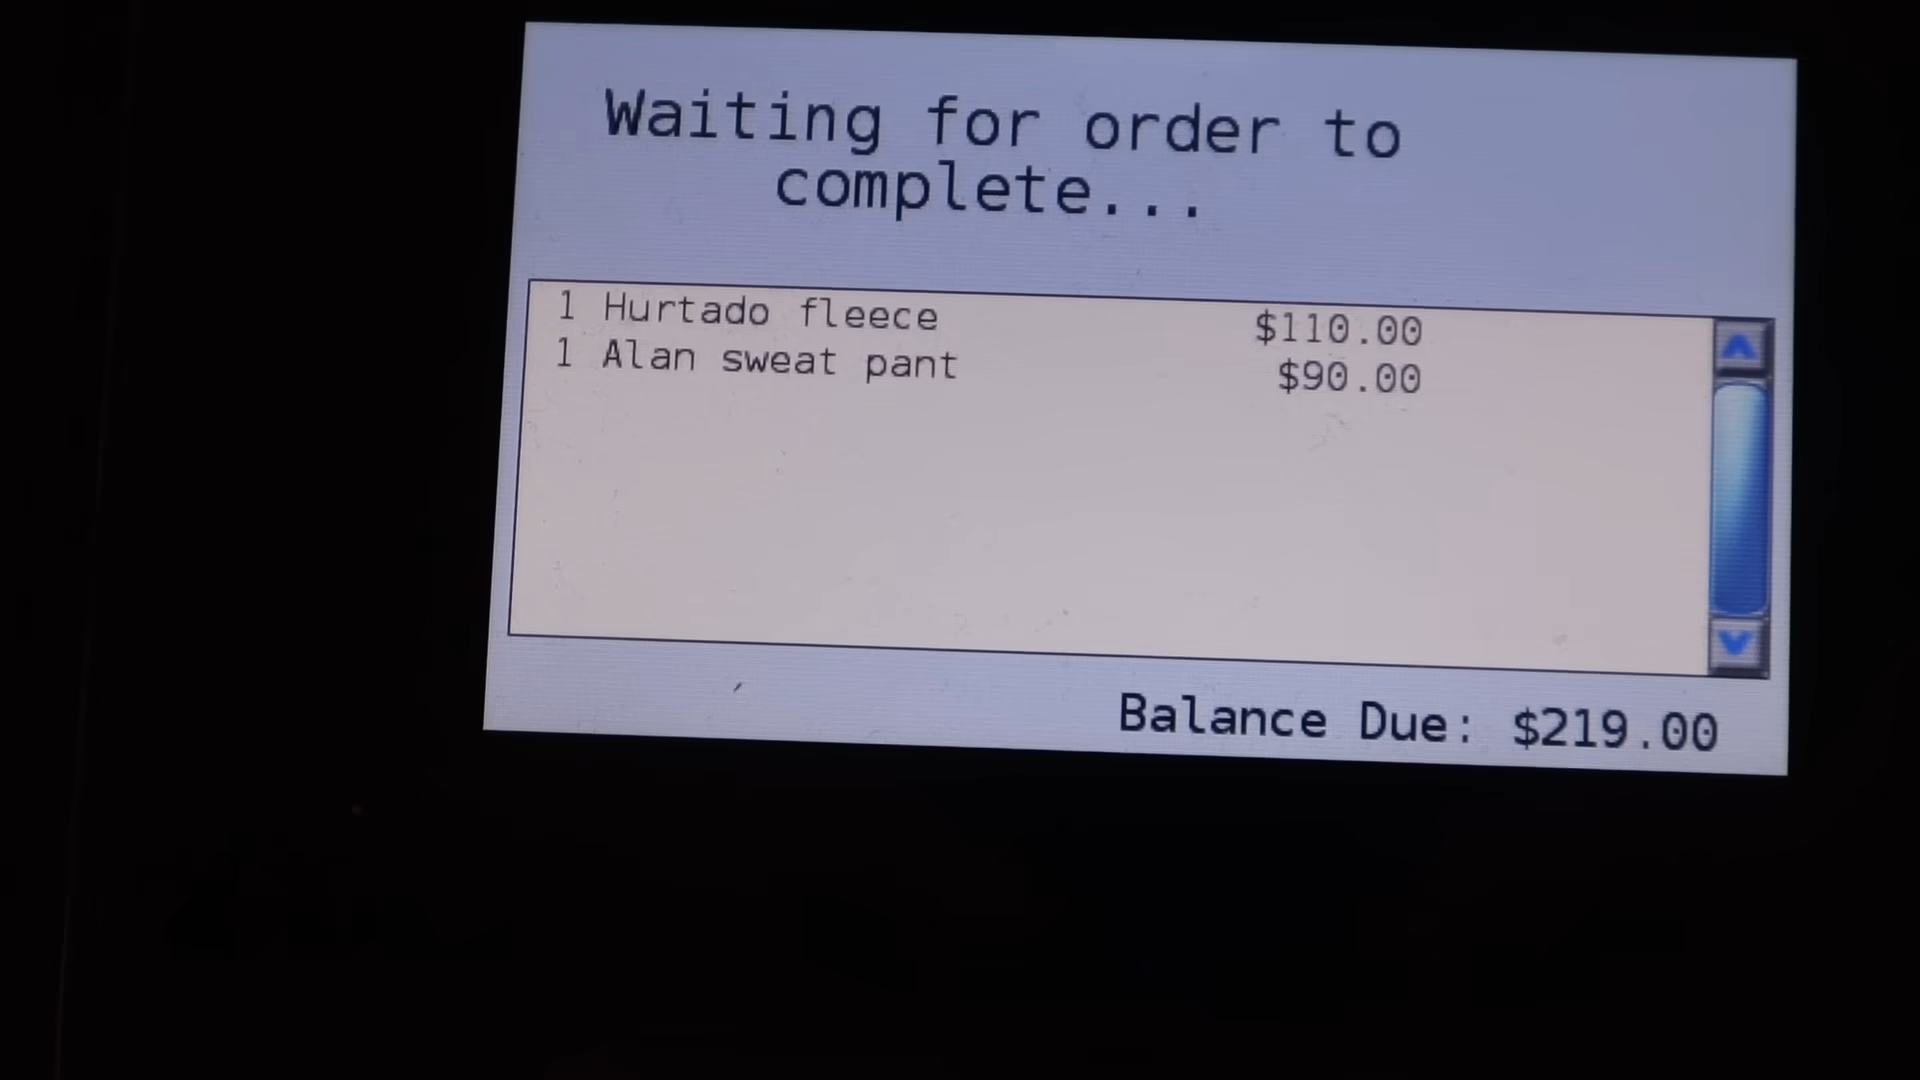 Waiting for order to
complete...
1 Hurtado fleece $110.00
1 Alan sweat pant $90.00
Balance Due: $219.00